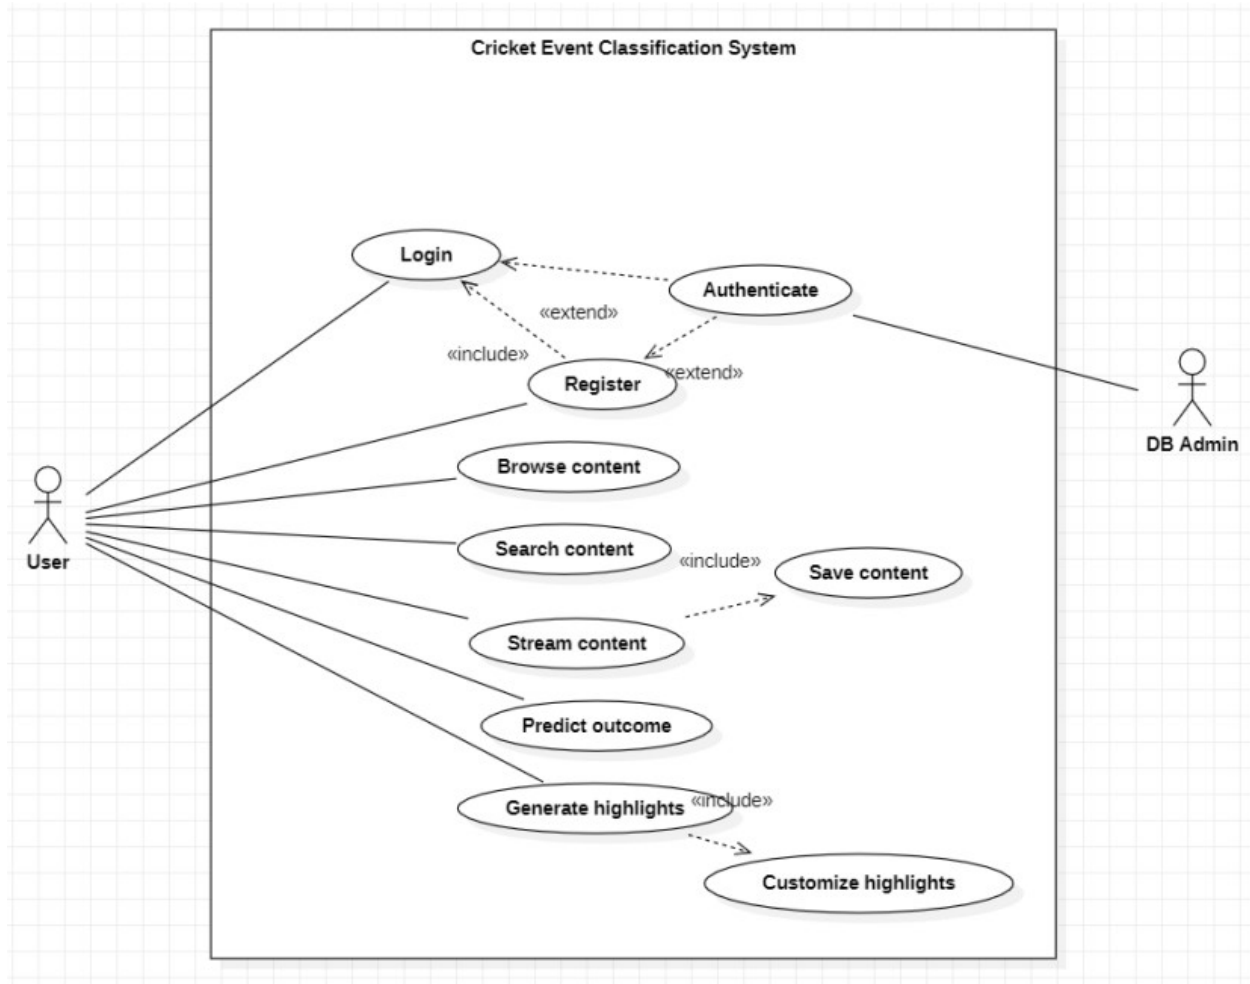 Cricket Event Classification System
Login
Authenticate
«extend»
«include»
Register
«extend»
DB Admin
Browse content
User
Search content
«include»
Save content
Stream content
Predict outcome
Generate highlights
«include»
Customize highlights